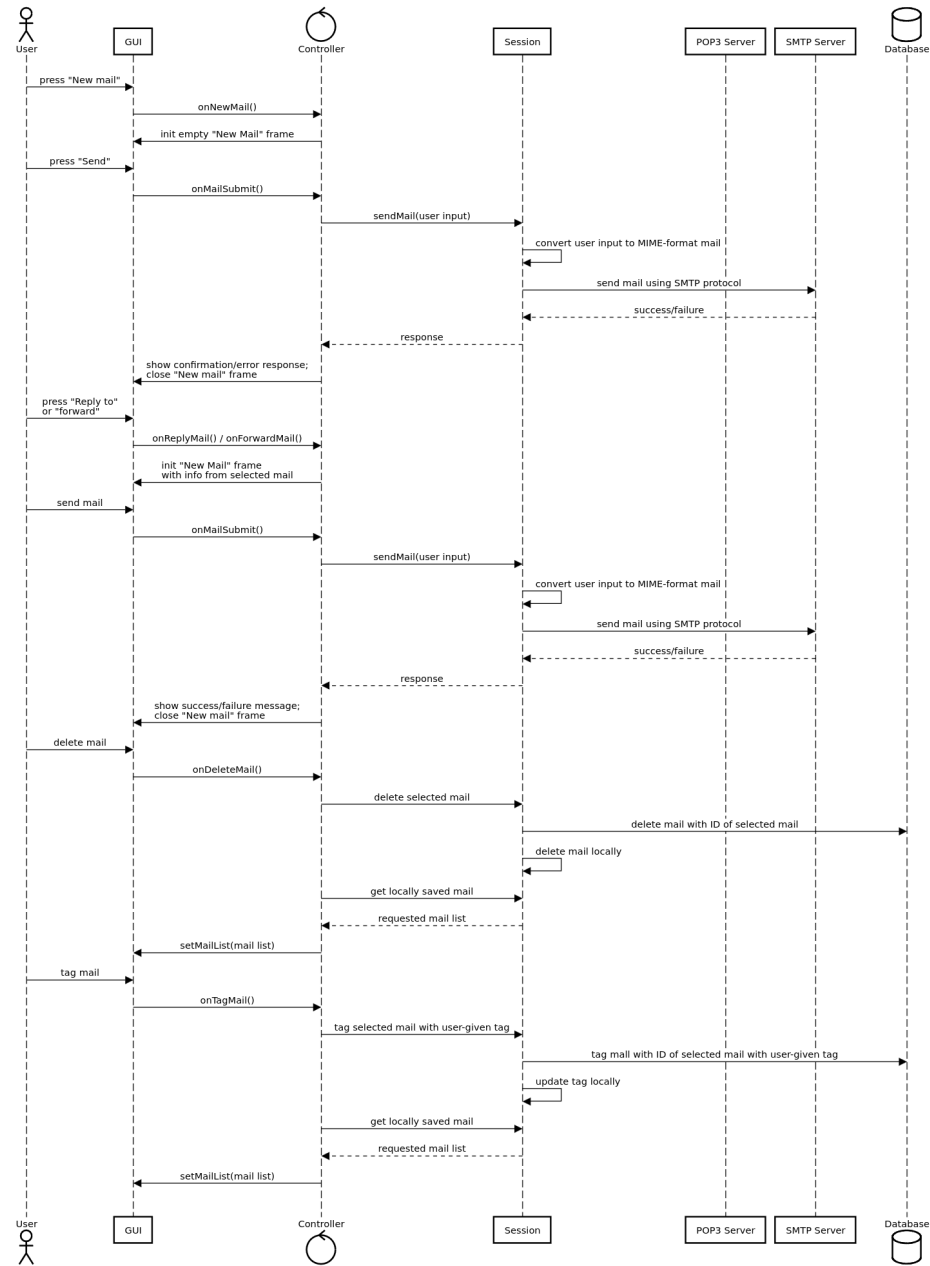 User
GUI
Controller
Session
POP3 Server
SMTP Server
Database
press "New mail"
onNewMail()
init empty "New Mail" frame
press "Send"
onMailSubmit()
sendMail(user input)
convert user input to MIME-format mail
send mail using SMTP protocol
success/failure
response
show confirmation/error response;
close "New mail" frame
press "Reply to"
or "forward"
onReplyMail() / onForwardMail()
init "New Mail" frame
with info from selected mail
send mail
onMailSubmit()
sendMail(user input)
convert user input to MIME-format mail
send mail using SMTP protocol
success/failure
response
show success/failure message;
close "New mail" frame
delete mail
onDeleteMail()
delete selected mail
delete mail with ID of selected mail
delete mail locally
get locally saved mail
requested mail list
setMailList(mail list)
tag mail
onTagMail()
tag selected mail with user-given tag
tag mall with ID of selected mail with user-given tag
update tag locally
get locally saved mail
requested mail list
setMailList(mail list)
User
GUI
Controller
Session
POP3 Server
SMTP Server
Database